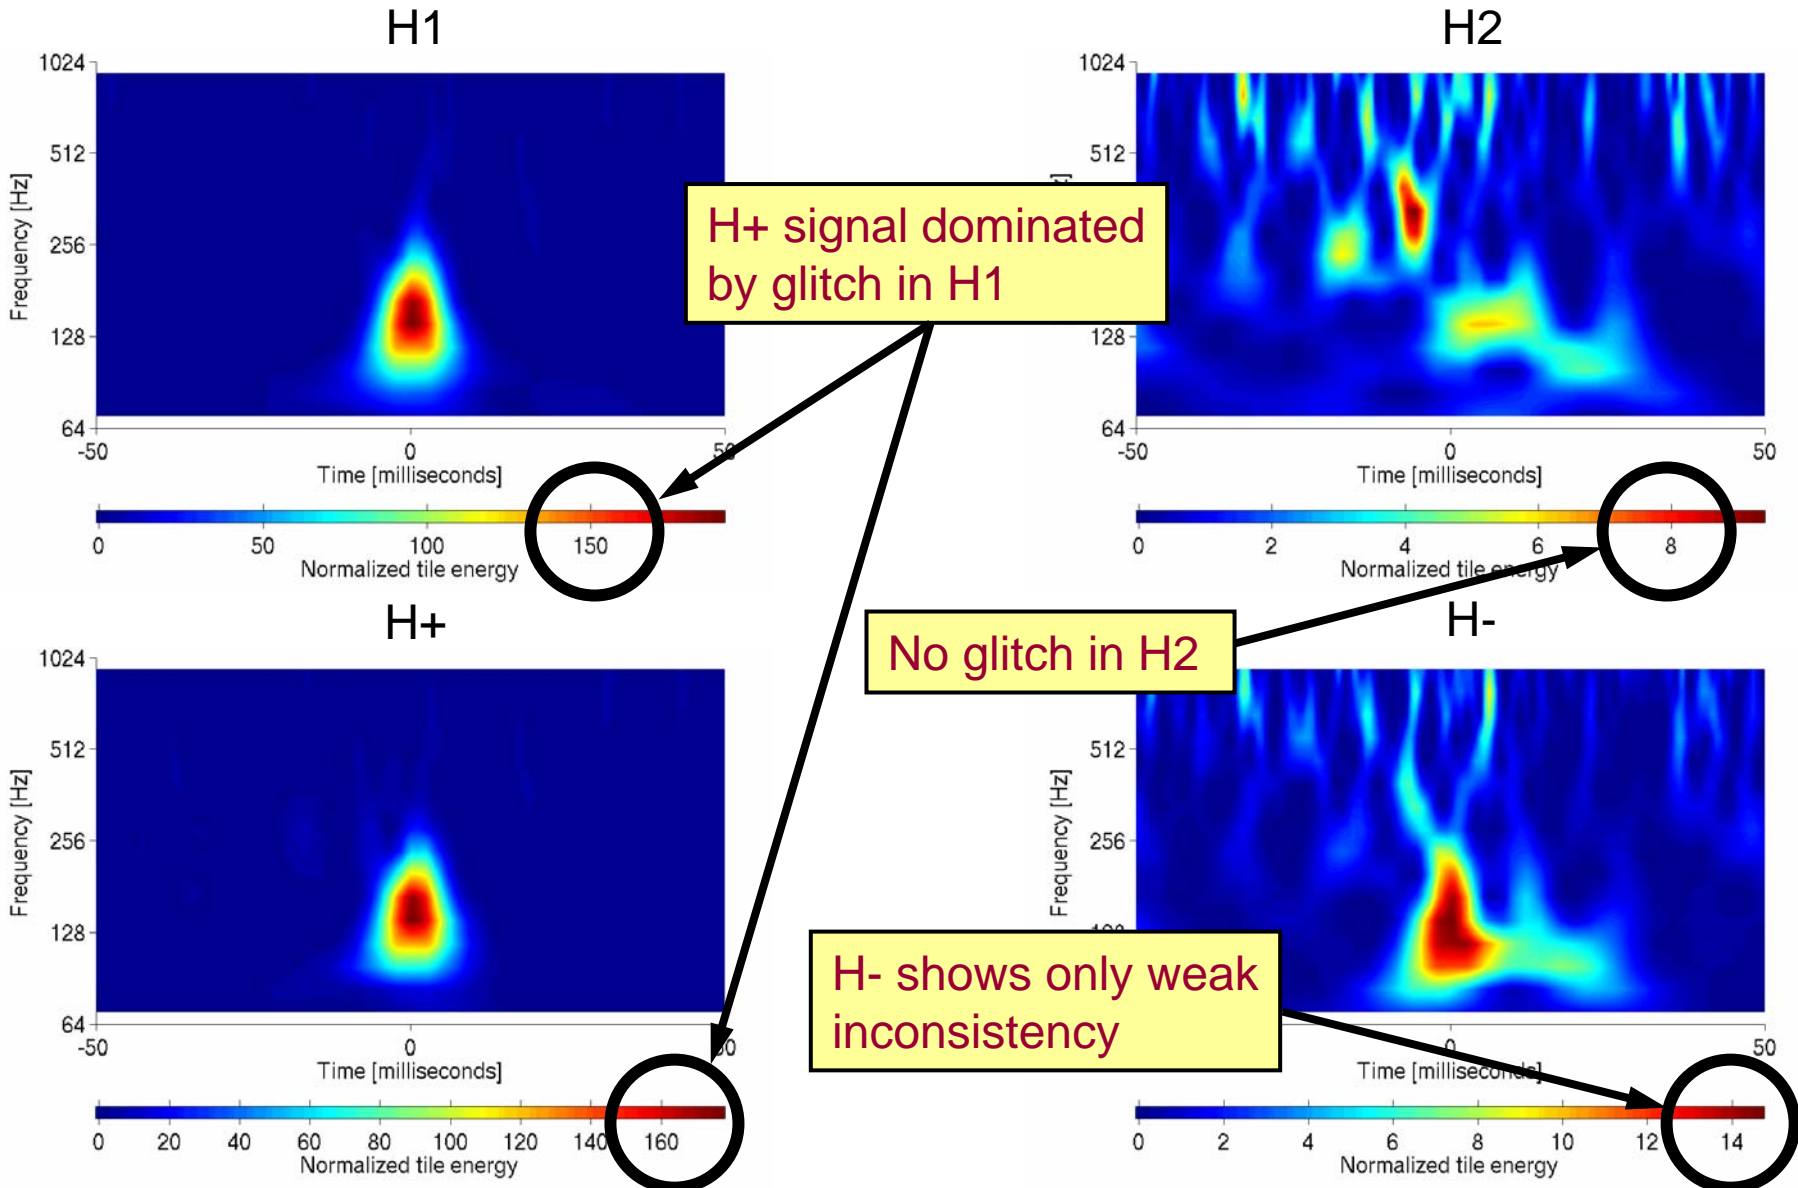 H1
1024
512
256
128
64
Frequency [Hz]
-50 0 50
Time [milliseconds]
0 50 100 150
Normalized tile energy
H2
1024
512
128
64
-50 0 50
Time [milliseconds]
0 2 4 6 8
Normalized tile energy
H+ signal dominated
by glitch in H1
No glitch in H2
H+
1024
512
256
128
64
Frequency [Hz]
-50 0
Time [milliseconds]
0 20 40 60 80 100 120 140 160
Normalized tile energy
H-
512
256
Frequency [Hz]
0 50
Time [milliseconds]
0 2 4 6 8 10 12 14
Normalized tile energy
H- shows only weak
inconsistency